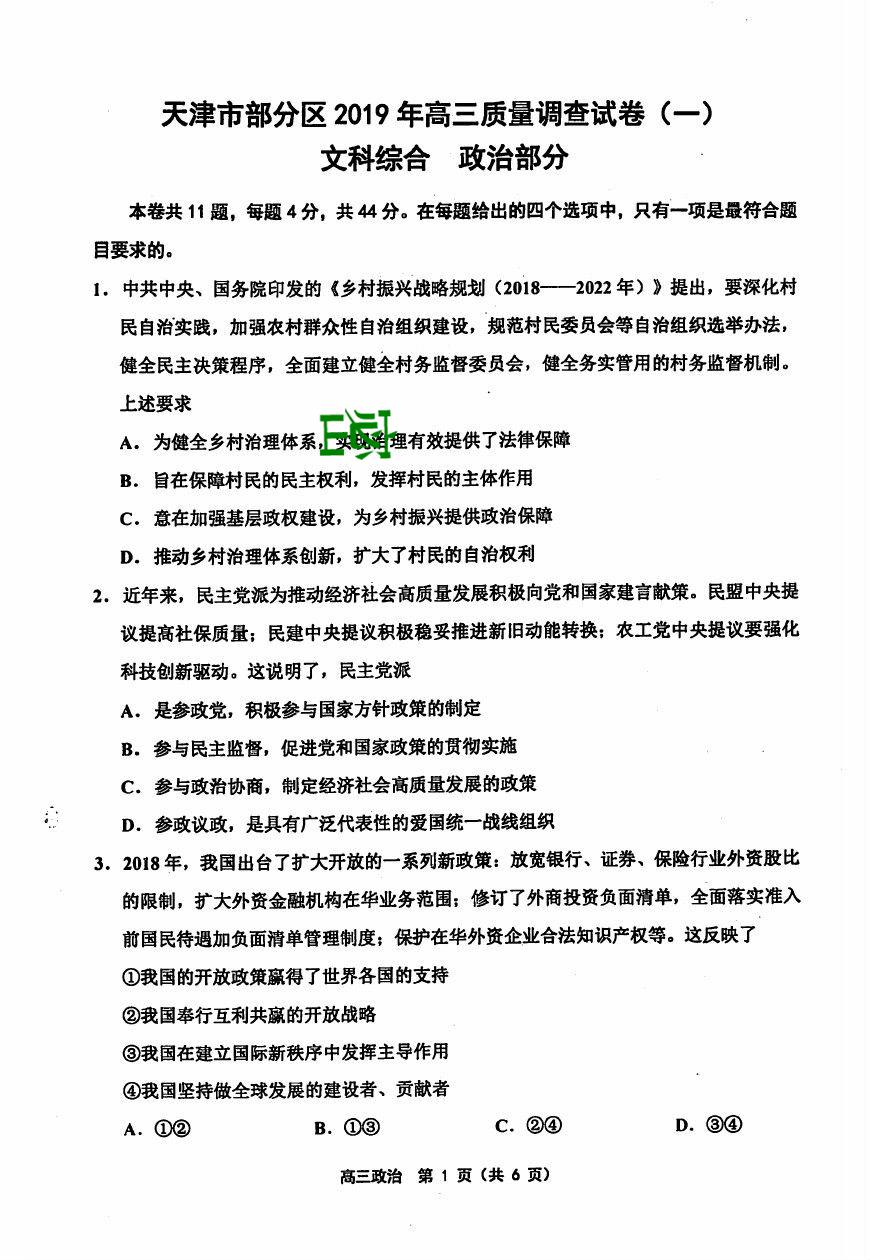 天津市部分区 2019 年高三质量调查试卷（一）
文科综合 政治部分
本卷共 11 题，每题 4 分，共 44 分。在每题给出的四个选项中，只有一项是最符合题
目要求的。
1．中共中央、国务院印发的《乡村振兴战略规划（2018——2022 年）》提出，要深化村
民自治实践，加强农村群众性自治组织建设，规范村民委员会等自治组织选举办法，
健全民主决策程序，全面建立健全村务监督委员会，健全务实管用的村务监督机制。
上述要求
A．为健全乡村治理体系，实现治理有效提供了法律保障
B．旨在保障村民的民主权利，发挥村民的主体作用
C．意在加强基层政权建设，为乡村振兴提供政治保障
D．推动乡村治理体系创新，扩大了村民的自治权利
2．近年来，民主党派为推动经济社会高质量发展积极向党和国家建言献策。民盟中央提
议提高社保质量；民建中央提议积极稳妥推进新旧动能转换；农工党中央提议要强化
科技创新驱动。这说明了，民主党派
A．是参政党，积极参与国家方针政策的制定
B．参与民主监督，促进党和国家政策的贯彻实施
C．参与政治协商，制定经济社会高质量发展的政策
D．参政议政，是具有广泛代表性的爱国统一战线组织
3．2018 年，我国出台了扩大开放的一系列新政策：放宽银行、证券、保险行业外资股比
的限制，扩大外资金融机构在华业务范围；修订了外商投资负面清单，全面落实准入
前国民待遇加负面清单管理制度；保护在华外资企业合法知识产权等。这反映了
①我国的开放政策赢得了世界各国的支持
②我国奉行互利共赢的开放战略
③我国在建立国际新秩序中发挥主导作用
④我国坚持做全球发展的建设者、贡献者
A．①② B．①③ C．②④ D．③④
高三政治 第 1 页（共 6 页）